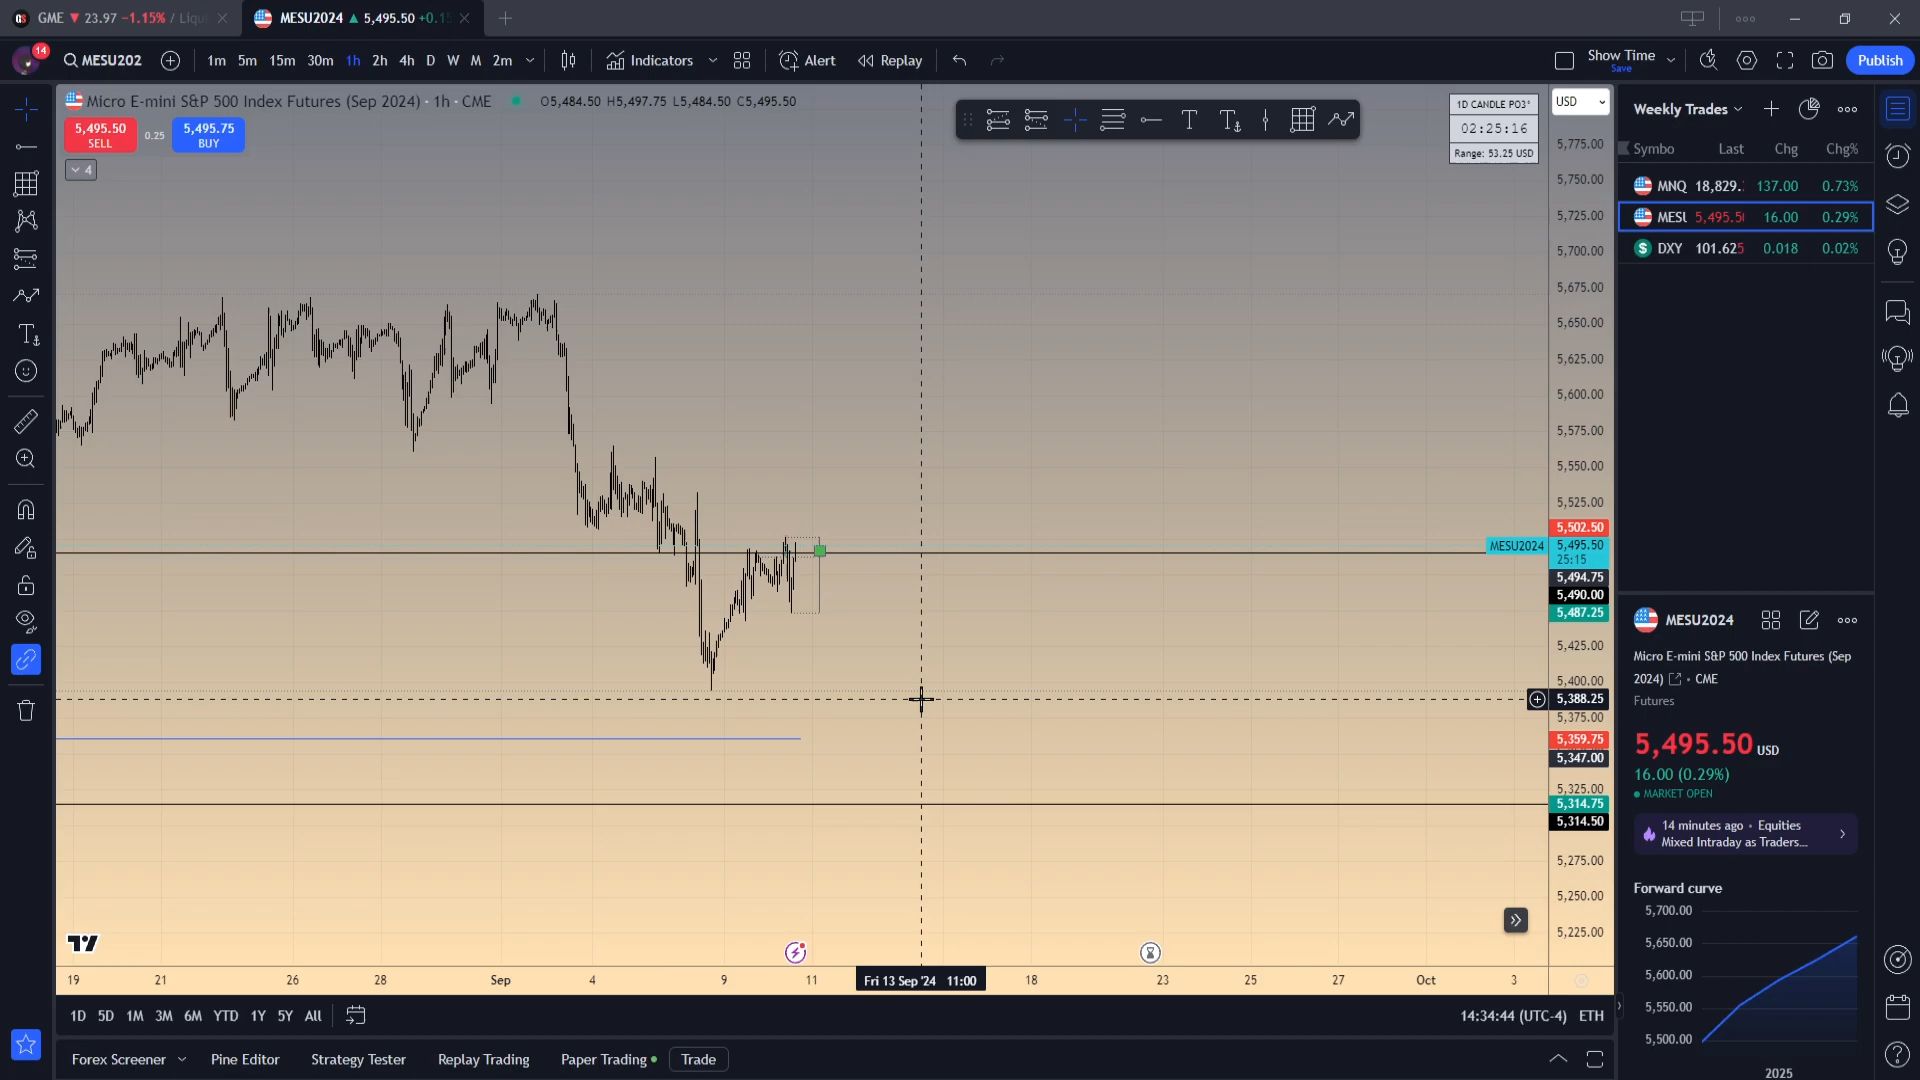 GME ▼ 23.97 −1.15% / Liqu
MESU2024 ▲ 5,495.50 +0.1
14
MESU202
1m 5m 15m 30m 1h 2h 4h D W M 2m
Indicators
Alert
Replay
Show Time
Save
Publish
Micro E-mini S&P 500 Index Futures (Sep 2024) · 1h · CME
O5,484.50 H5,497.75 L5,484.50 C5,495.50
5,495.50
SELL
0.25
5,495.75
BUY
4
1D CANDLE PO3°
02:25:16
Range: 53.25 USD
USD
5,775.00
5,750.00
5,725.00
5,700.00
5,675.00
5,650.00
5,625.00
5,600.00
5,575.00
5,550.00
5,525.00
5,502.50
MESU2024
5,495.50
25:15
5,494.75
5,490.00
5,487.25
5,425.00
5,400.00
5,388.25
5,375.00
5,359.75
5,347.00
5,325.00
5,314.75
5,314.50
5,275.00
5,250.00
5,225.00
19 21 26 28 Sep 4 9 11 Fri 13 Sep '24 11:00 18 23 25 27 Oct 3
1D 5D 1M 3M 6M YTD 1Y 5Y All
14:34:44 (UTC-4) ETH
Forex Screener Pine Editor Strategy Tester Replay Trading Paper Trading Trade
Weekly Trades
Symbo Last Chg Chg%
MNQ 18,829. 137.00 0.73%
MESU 5,495.50 16.00 0.29%
DXY 101.625 0.018 0.02%
MESU2024
Micro E-mini S&P 500 Index Futures (Sep
2024) • CME
Futures
5,495.50 USD
16.00 (0.29%)
MARKET OPEN
14 minutes ago • Equities
Mixed Intraday as Traders...
Forward curve
5,700.00
5,650.00
5,600.00
5,550.00
5,500.00
2025